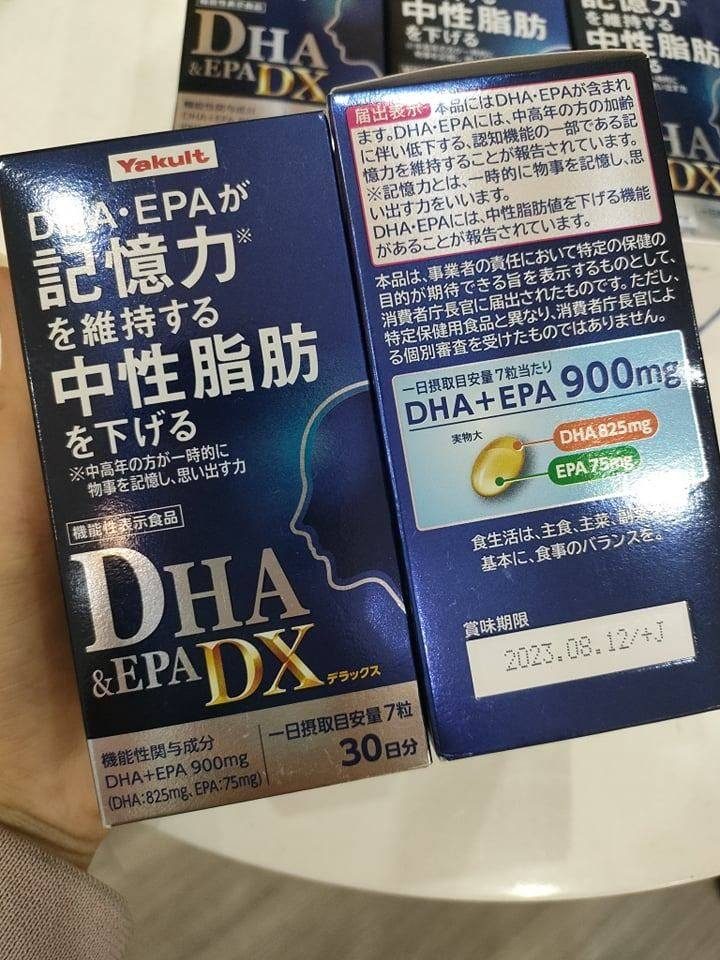 機能性表示食品
DHA
&EPA DX
機能性関与成分
中性脂肪
を下げる
記憶力
を維持する
中性脂肪
を下げる
DX
Yakult
DHA・EPAが
記憶力※
を維持する
中性脂肪
を下げる
※中高年の方が一時的に
物事を記憶し、思い出す力
機能性表示食品
DHA
&EPA DX
デラックス
機能性関与成分
DHA+EPA 900mg
(DHA:825mg、EPA:75mg)
一日摂取目安量7粒
30日分
届出表示 本品にはDHA・EPAが含まれ
ます。DHA・EPAには、中高年の方の加齢
に伴い低下する、認知機能の一部である記
憶力を維持することが報告されています。
※記憶力とは、一時的に物事を記憶し、思
い出す力をいいます。
DHA・EPAには、中性脂肪値を下げる機能
があることが報告されています。
本品は、事業者の責任において特定の保健の
目的が期待できる旨を表示するものとして、
消費者庁長官に届出されたものです。ただし、
特定保健用食品と異なり、消費者庁長官によ
る個別審査を受けたものではありません。
一日摂取目安量7粒当たり
DHA+EPA 900mg
実物大
DHA 825mg
EPA 75mg
食生活は、主食、主菜、副
基本に、食事のバランスを。
賞味期限
2023.08.12/+J